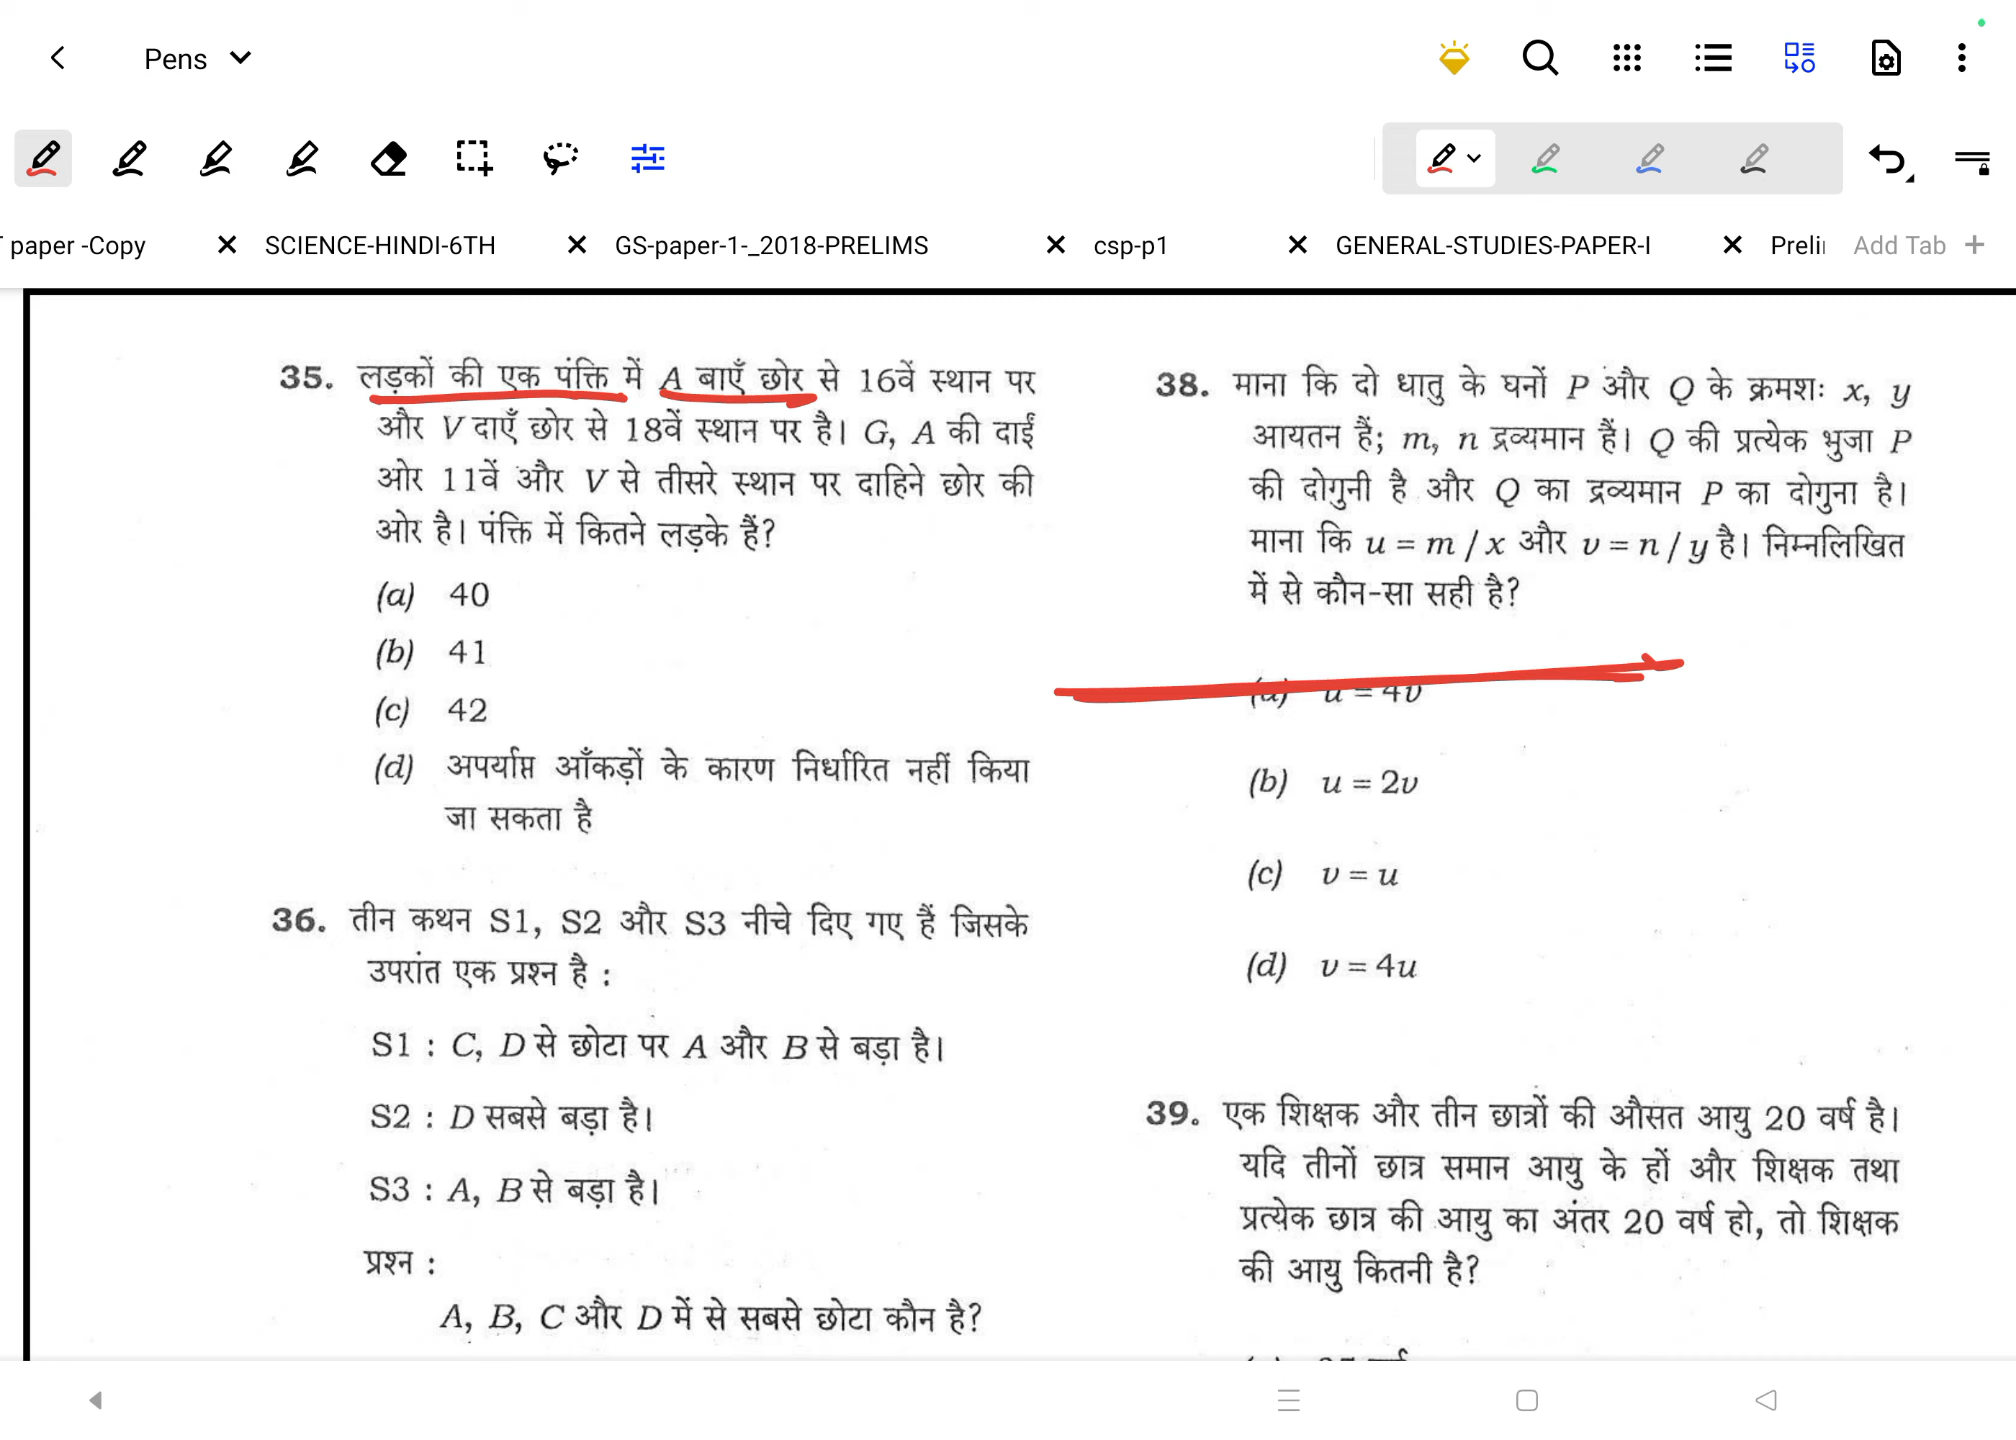 Pens
paper -Copy
SCIENCE-HINDI-6TH
GS-paper-1-_2018-PRELIMS
csp-p1
GENERAL-STUDIES-PAPER-I
Add Tab +
35. लड़कों की एक पंक्ति में A बाएँ छोर से 16वें स्थान पर
और V दाएँ छोर से 18वें स्थान पर है। G, A की दाईं
ओर 11वें और V से तीसरे स्थान पर दाहिने छोर की
ओर है। पंक्ति में कितने लड़के हैं?
(a) 40
(b) 41
(c) 42
(d) अपर्याप्त आँकड़ों के कारण निर्धारित नहीं किया
जा सकता है
36. तीन कथन S1, S2 और S3 नीचे दिए गए हैं जिसके
उपरांत एक प्रश्न है :
S1 : C, D से छोटा पर A और B से बड़ा है।
S2 : D सबसे बड़ा है।
S3 : A, B से बड़ा है।
प्रश्न :
A, B, C और D में से सबसे छोटा कौन है?
38. माना कि दो धातु के घनों P और Q के क्रमशः x, y
आयतन हैं; m, n द्रव्यमान हैं। Q की प्रत्येक भुजा P
की दोगुनी है और Q का द्रव्यमान P का दोगुना है।
माना कि u = m / x और v = n / y है। निम्नलिखित
में से कौन-सा सही है?
(a) u = 4v
(b) u = 2v
(c) v = u
(d) v = 4u
39. एक शिक्षक और तीन छात्रों की औसत आयु 20 वर्ष है।
यदि तीनों छात्र समान आयु के हों और शिक्षक तथा
प्रत्येक छात्र की आयु का अंतर 20 वर्ष हो, तो शिक्षक
की आयु कितनी है?